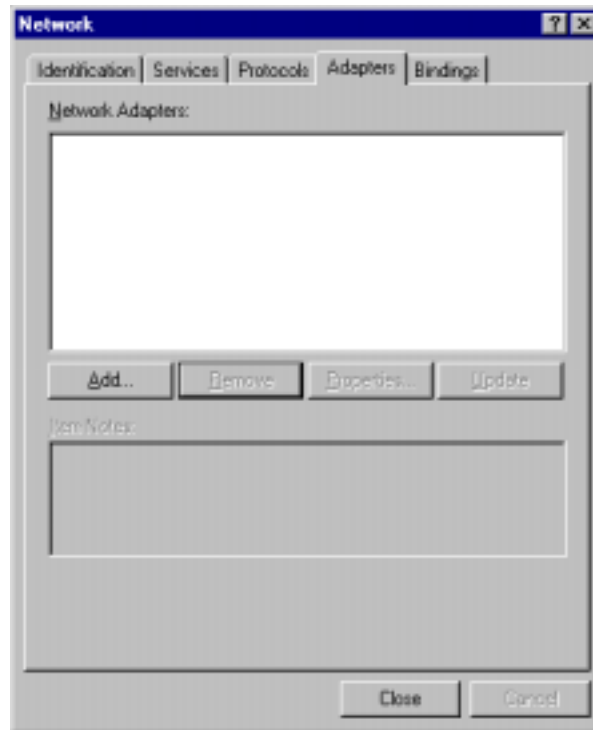 Network
Identification Services Protocols Adapters Bindings
Network Adapters:
Add... Remove Properties... Update
Item Notes:
Close Cancel